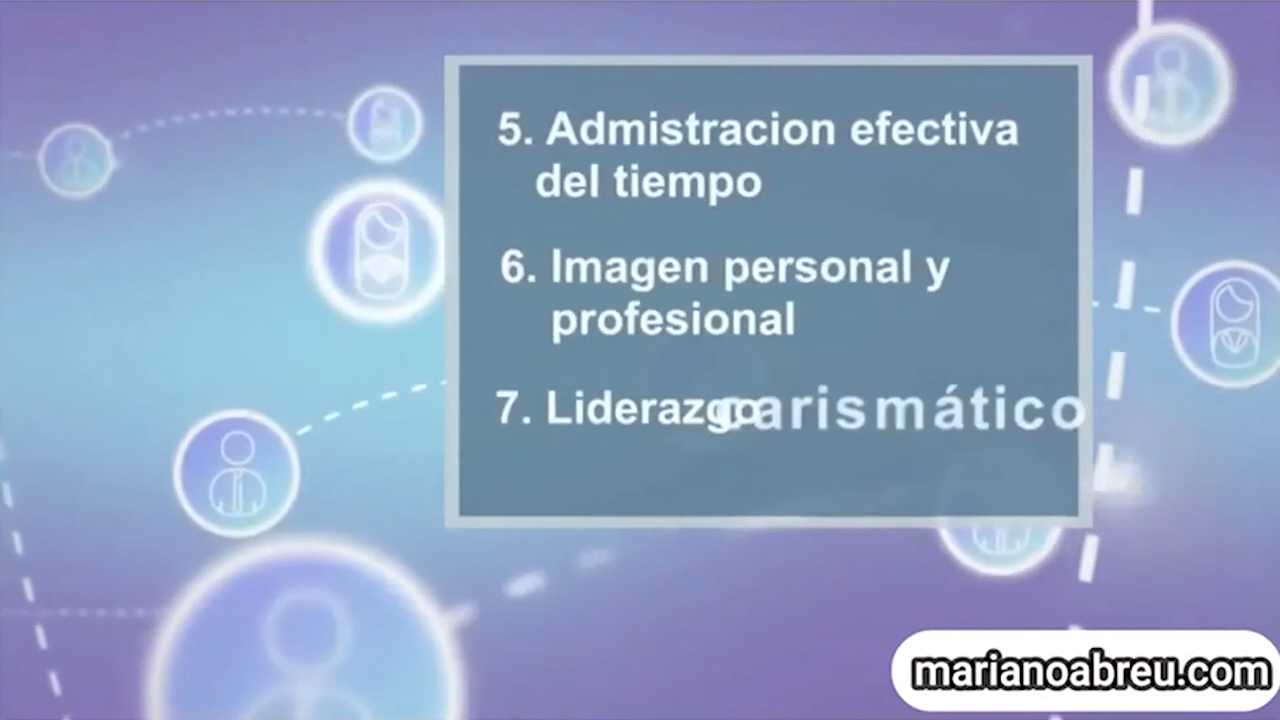 5. Admistracion efectiva
del tiempo
6. Imagen personal y
profesional
7. Liderazgo carismático
marianoabreu.com